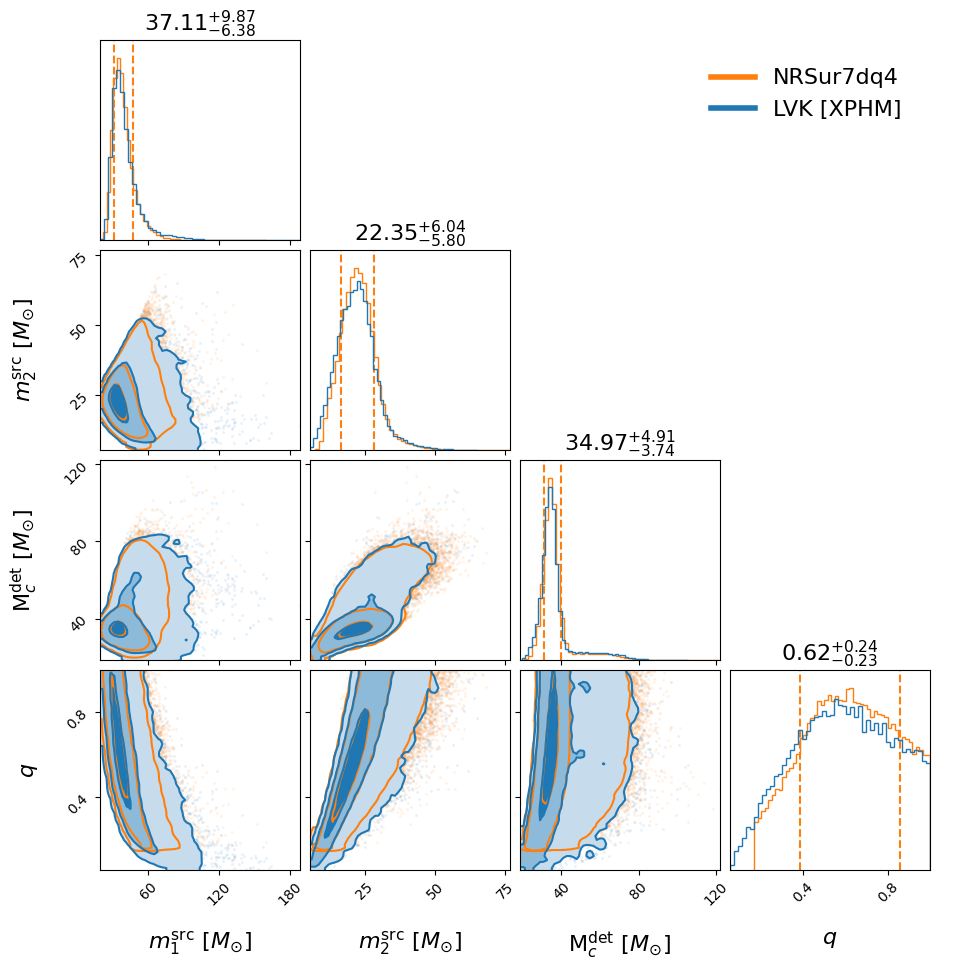 37.11+9.87−6.38
NRSur7dq4
LVK [XPHM]
22.35+6.04−5.80
75
50
25
m2src [M⊙]
34.97+4.91−3.74
120
80
40
Mcdet [M⊙]
0.62+0.24−0.23
0.8
0.4
q
60 120 180
25 50 75
40 80 120
0.4 0.8
m1src [M⊙]
m2src [M⊙]
Mcdet [M⊙]
q